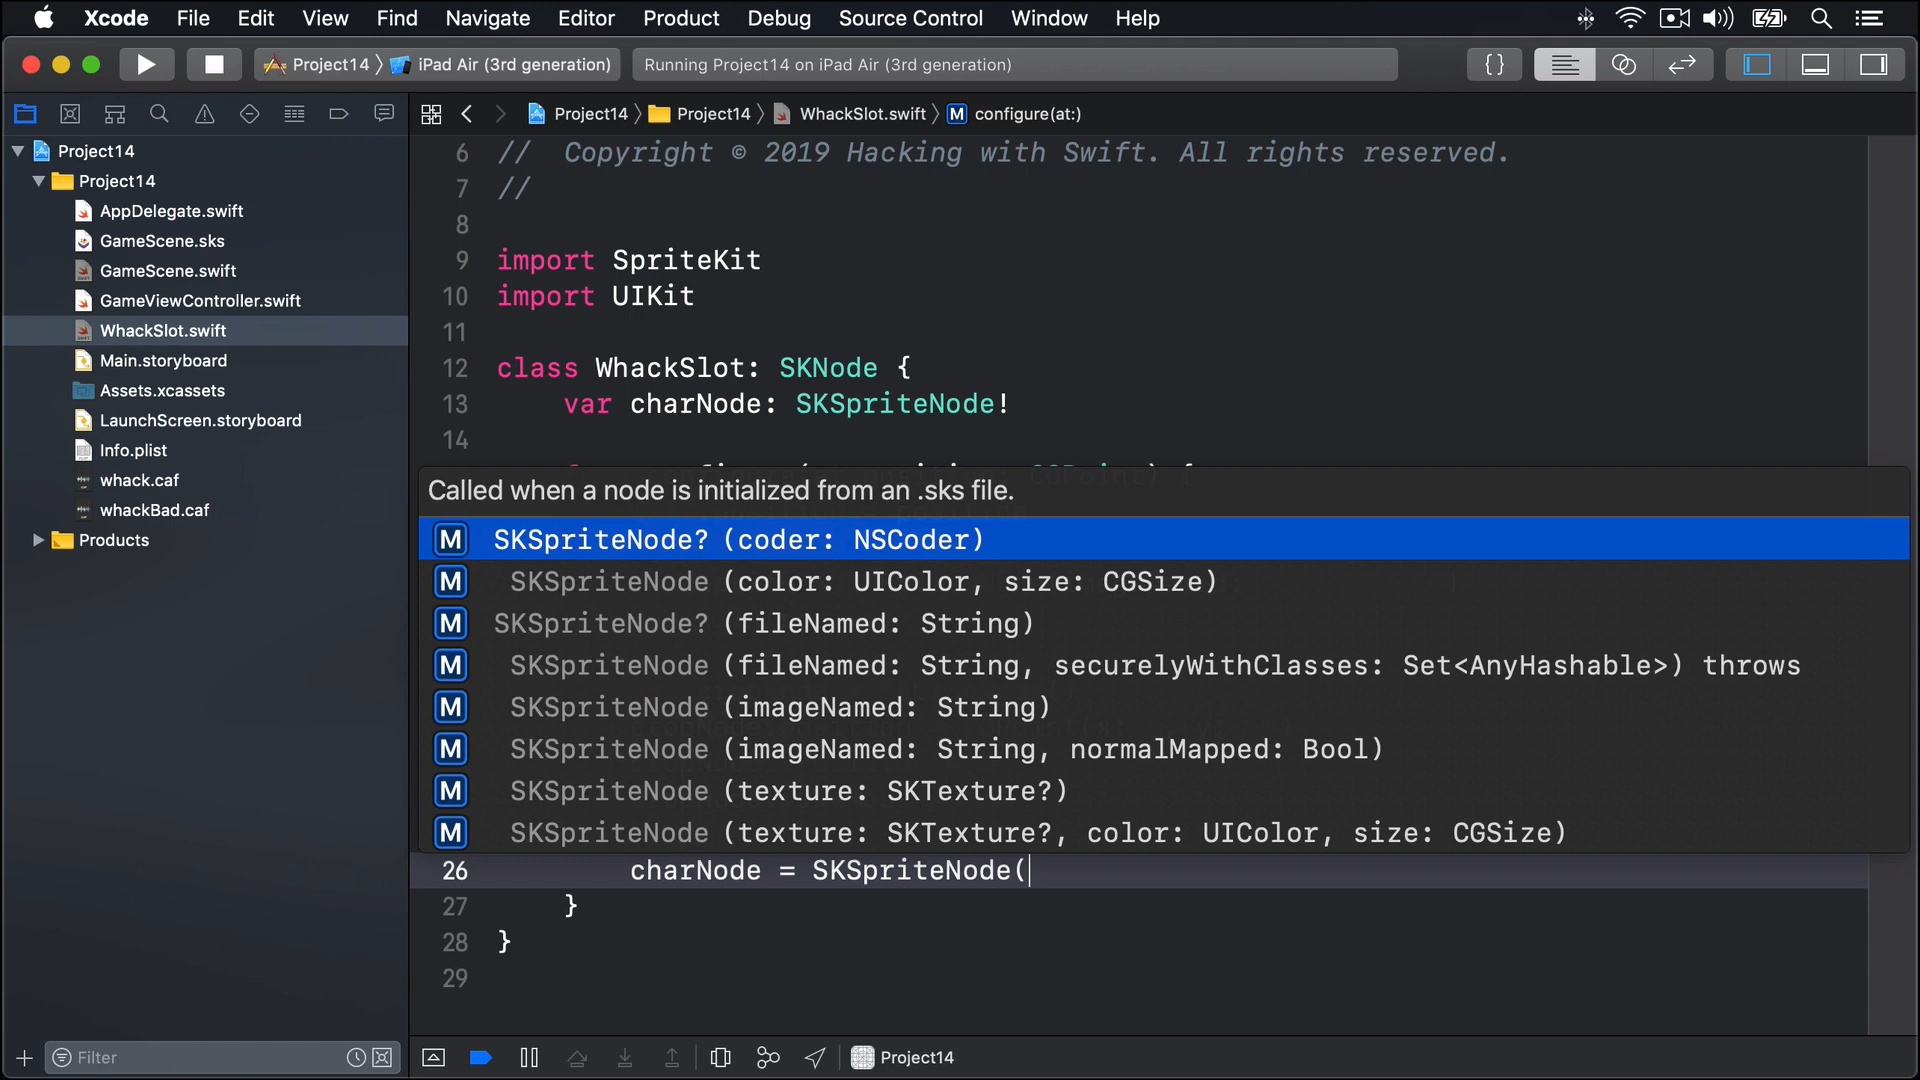 Xcode File Edit View Find Navigate Editor Product Debug Source Control Window Help
Project14 iPad Air (3rd generation) Running Project14 on iPad Air (3rd generation) {}
Project14 Project14 WhackSlot.swift M configure(at:)
Project14
Project14
AppDelegate.swift
GameScene.sks
GameScene.swift
GameViewController.swift
WhackSlot.swift
Main.storyboard
Assets.xcassets
LaunchScreen.storyboard
Info.plist
whack.caf
whackBad.caf
Products
6 // Copyright © 2019 Hacking with Swift. All rights reserved.
7 //
8
9 import SpriteKit
10 import UIKit
11
12 class WhackSlot: SKNode {
13 var charNode: SKSpriteNode!
14
Called when a node is initialized from an .sks file.
M SKSpriteNode? (coder: NSCoder)
M SKSpriteNode (color: UIColor, size: CGSize)
M SKSpriteNode? (fileNamed: String)
M SKSpriteNode (fileNamed: String, securelyWithClasses: Set<AnyHashable>) throws
M SKSpriteNode (imageNamed: String)
M SKSpriteNode (imageNamed: String, normalMapped: Bool)
M SKSpriteNode (texture: SKTexture?)
M SKSpriteNode (texture: SKTexture?, color: UIColor, size: CGSize)
26 charNode = SKSpriteNode(
27 }
28 }
29
Filter
Project14